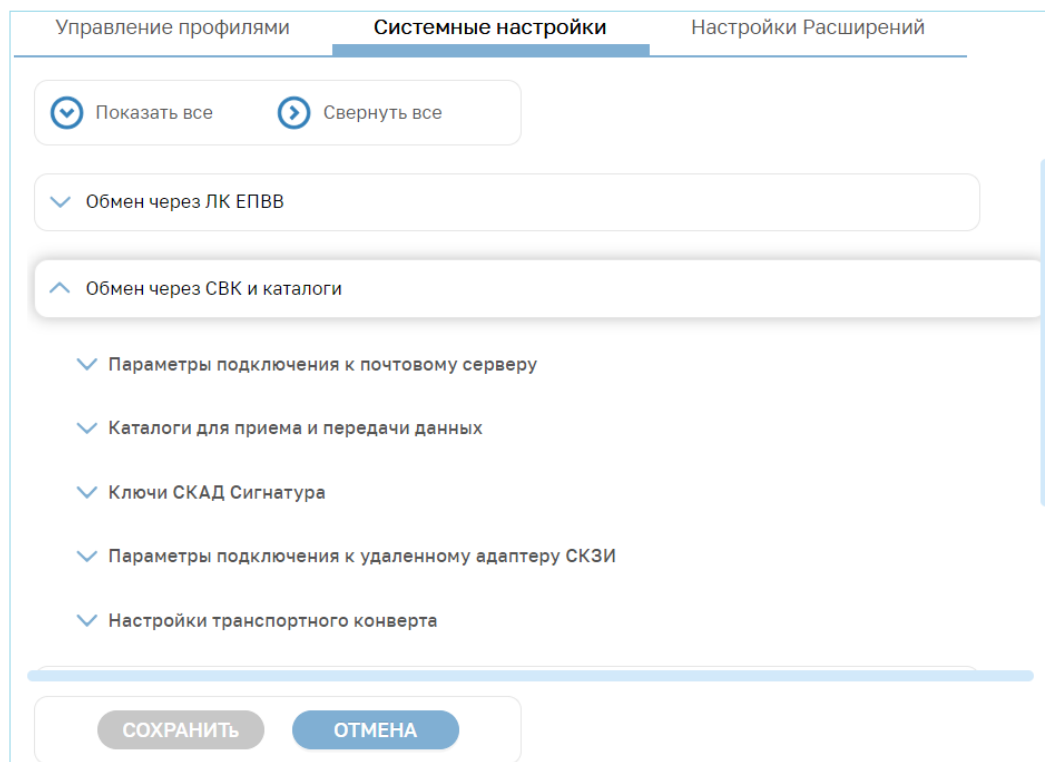 Управление профилями Системные настройки Настройки Расширений
Показать все Свернуть все
Обмен через ЛК ЕПВВ
Обмен через СВК и каталоги
Параметры подключения к почтовому серверу
Каталоги для приема и передачи данных
Ключи СКАД Сигнатура
Параметры подключения к удаленному адаптеру СКЗИ
Настройки транспортного конверта
СОХРАНИТЬ ОТМЕНА